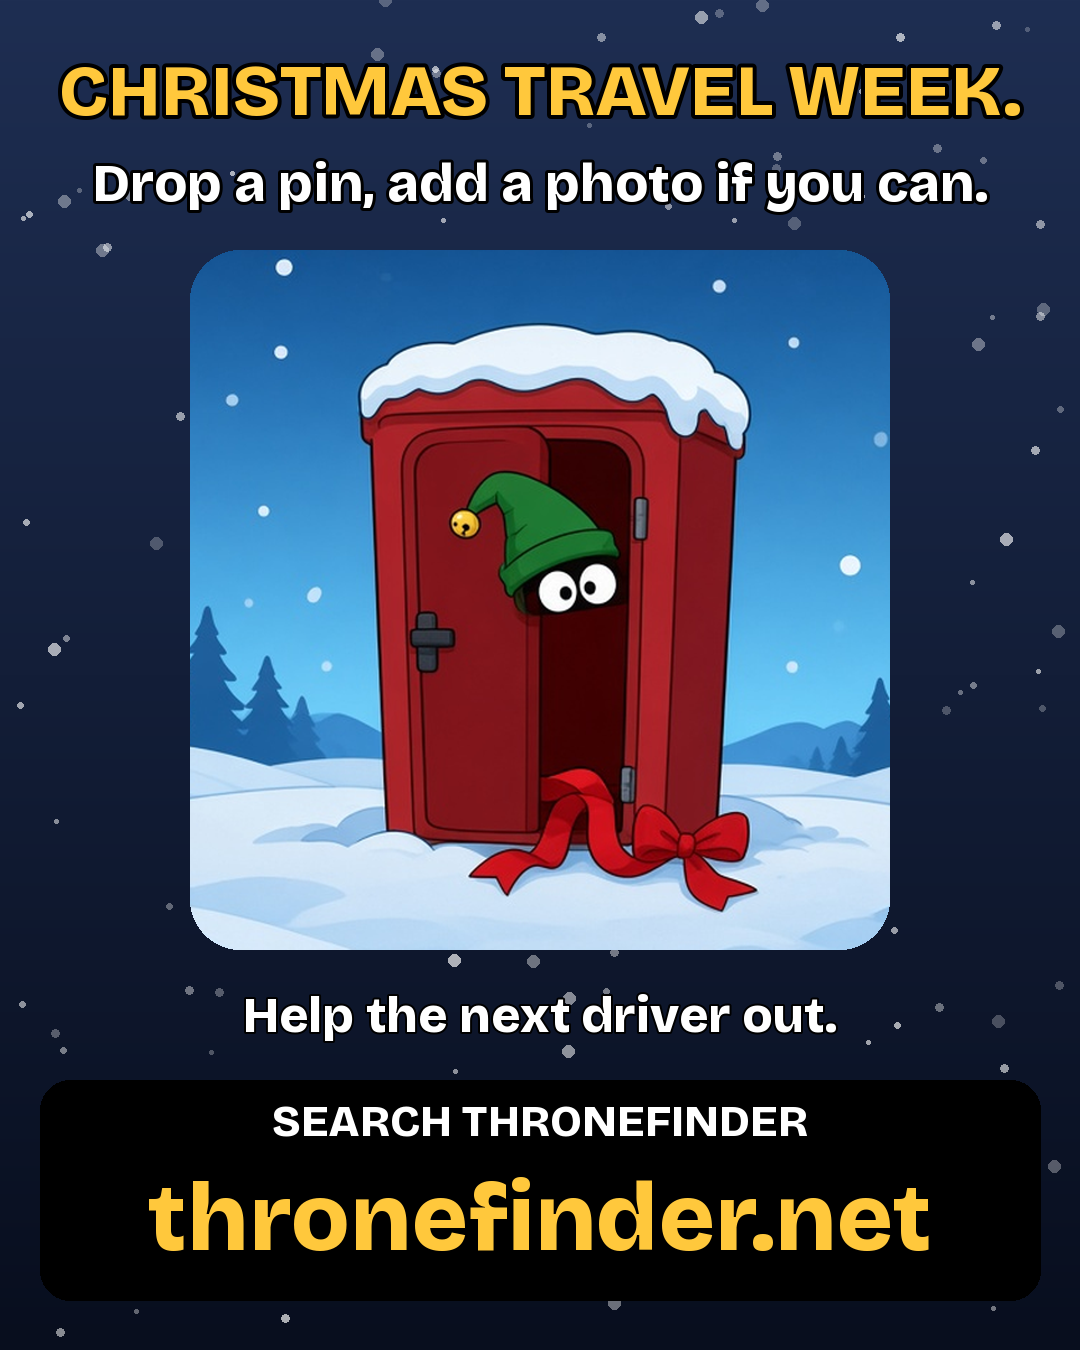 CHRISTMAS TRAVEL WEEK.
Drop a pin, add a photo if you can.
Help the next driver out.
SEARCH THRONEFINDER
thronefinder.net